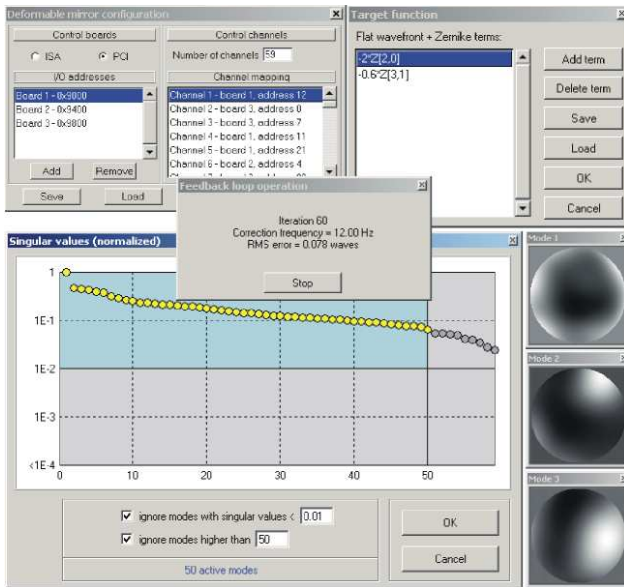 Deformable mirror configuration
Control boards
ISA
PCI
I/O addresses
Board 1 - 0x9000
Board 2 - 0x9400
Board 3 - 0x9800
Add
Remove
Save
Load
Control channels
Number of channels 59
Channel mapping
Channel 1 - board 1, address 12
Channel 2 - board 3, address 0
Channel 3 - board 3, address 7
Channel 4 - board 1, address 11
Channel 5 - board 1, address 21
Channel 6 - board 2, address 4
Target function
Flat wavefront + Zernike terms:
-2*Z[2,0]
-0.6*Z[3,1]
Add term
Delete term
Save
Load
OK
Cancel
Feedback loop operation
Iteration 60
Correction frequency = 12.00 Hz
RMS error = 0.078 waves
Stop
Singular values (normalized)
1
1E-1
1E-2
1E-3
<1E-4
0 10 20 30 40 50
ignore modes with singular values < 0.01
ignore modes higher than 50
50 active modes
OK
Cancel
Mode 1
Mode 2
Mode 3